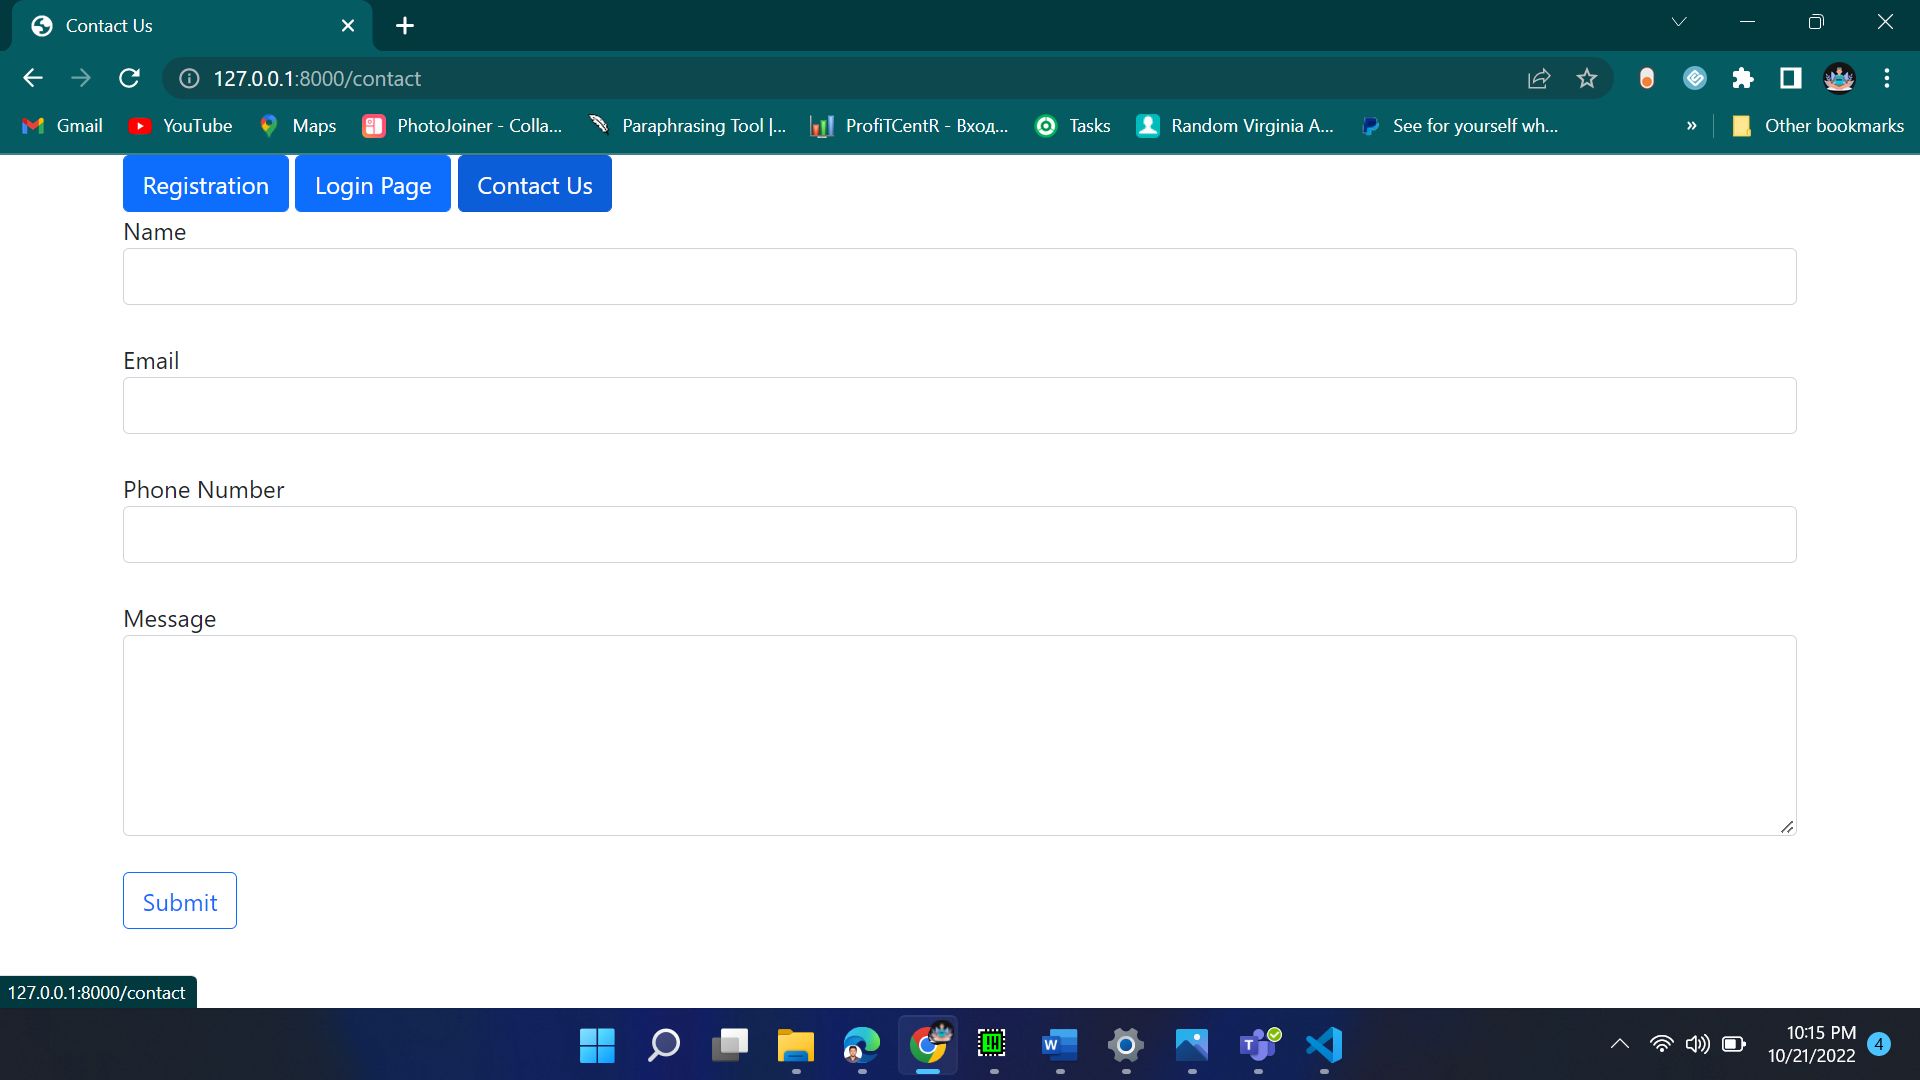 Contact Us
127.0.0.1:8000/contact
Gmail YouTube Maps PhotoJoiner - Colla... Paraphrasing Tool |... ProfiTCentR - Вход... Tasks Random Virginia A... See for yourself wh... » Other bookmarks
Registration Login Page Contact Us
Name
Email
Phone Number
Message
Submit
127.0.0.1:8000/contact
10:15 PM
10/21/2022
4